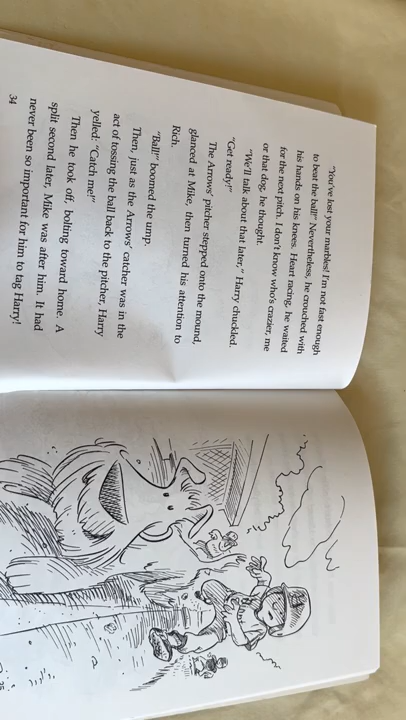 "You've lost your marbles! I'm not fast enough
to beat the ball!" Nevertheless, he crouched with
his hands on his knees. Heart racing, he waited
for the next pitch. I don't know who's crazier, me
or that dog, he thought.
"We'll talk about that later," Harry chuckled.
"Get ready!"
The Arrows' pitcher stepped onto the mound,
glanced at Mike, then turned his attention to
Rich.
"Ball!" boomed the ump.
Then, just as the Arrows' catcher was in the
act of tossing the ball back to the pitcher, Harry
yelled: "Catch me!"
Then he took off, bolting toward home. A
split second later, Mike was after him. It had
never been so important for him to tag Harry!
34